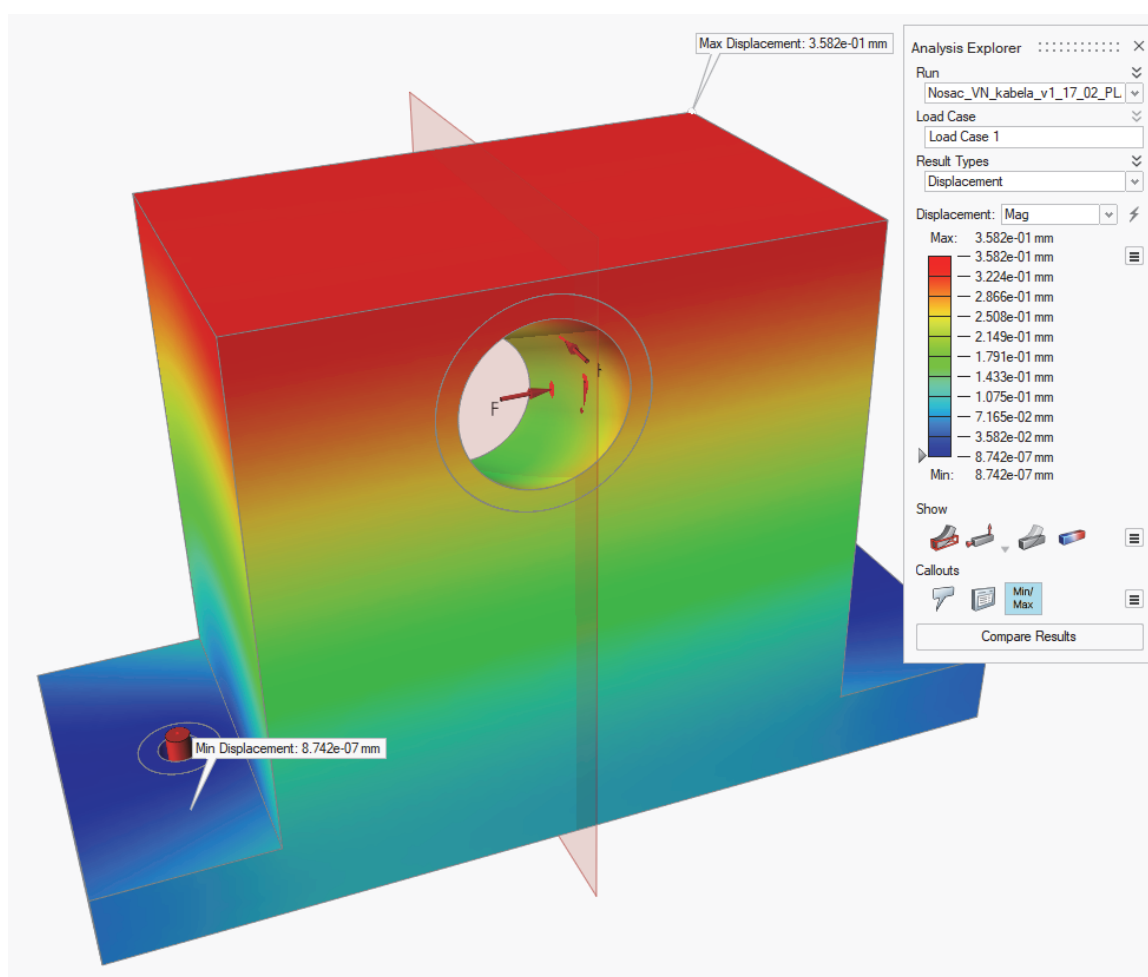 Max Displacement: 3.582e-01 mm
F
Min Displacement: 8.742e-07 mm
Analysis Explorer
Run
Nosac_VN_kabela_v1_17_02_PL
Load Case
Load Case 1
Result Types
Displacement
Displacement: Mag
Max: 3.582e-01 mm
3.582e-01 mm
3.224e-01 mm
2.866e-01 mm
2.508e-01 mm
2.149e-01 mm
1.791e-01 mm
1.433e-01 mm
1.075e-01 mm
7.165e-02 mm
3.582e-02 mm
8.742e-07 mm
Min: 8.742e-07 mm
Show
Callouts
Min/
Max
Compare Results